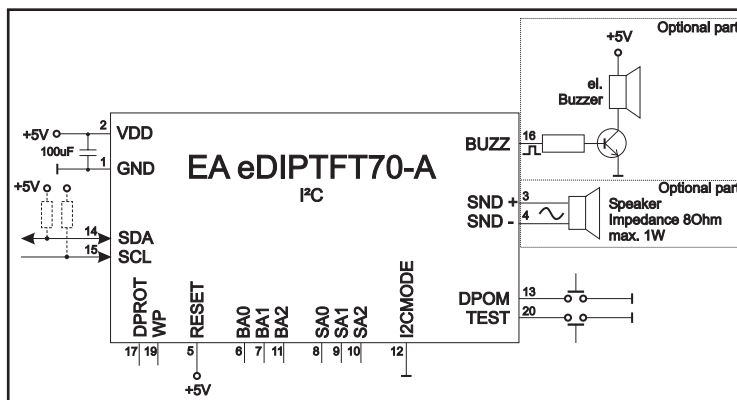 Optional part
+5V
el.
Buzzer
2
VDD
+5V
100uF
1
GND
EA eDIPTFT70-A
I²C
BUZZ
16
+5V
14
SDA
15
SCL
Optional part
SND +
3
SND -
4
Speaker
Impedance 8Ohm
max. 1W
DPOM
13
TEST
20
DPROT
WP
RESET
BA0
BA1
BA2
SA0
SA1
SA2
I2CMODE
17
19
5
6
7
11
8
9
10
12
+5V